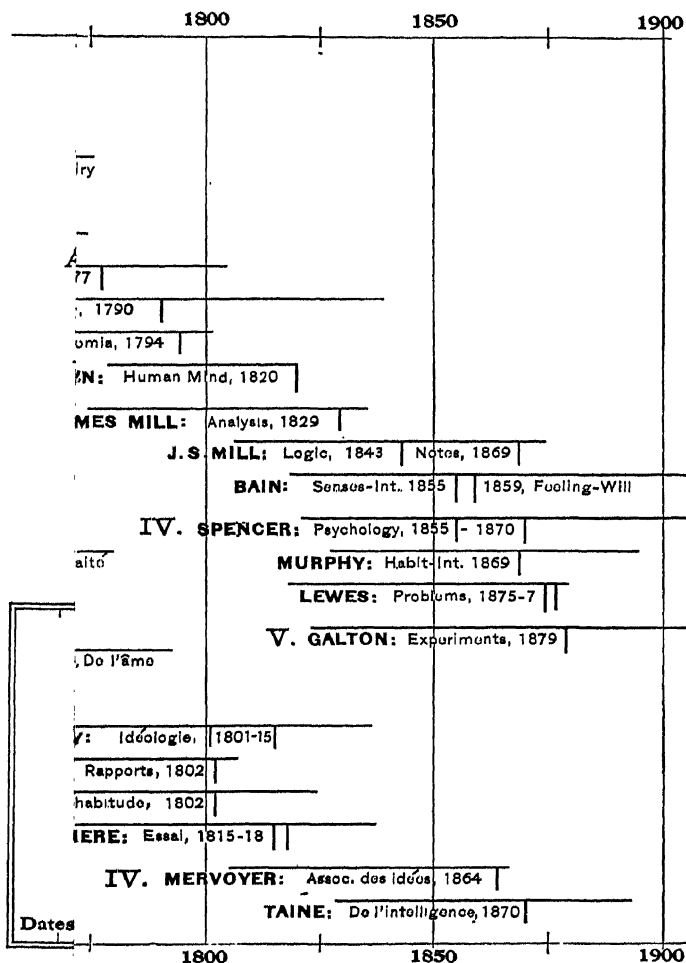 1800 1850 1900
iry
A
77
, 1790
omia, 1794
N: Human Mind, 1820
MES MILL: Analysis, 1829
J.S. MILL: Logic, 1843 Notes, 1869
BAIN: Senses-Int. 1855 1859, Feeling-Will
IV. SPENCER: Psychology, 1855 - 1870
MURPHY: Habit-Int. 1869
aité
LEWES: Problems, 1875-7
V. GALTON: Experiments, 1879
, De l'âme
Y: Idéologie, 1801-15
Rapports, 1802
habitude, 1802
IERE: Essai, 1815-18
IV. MERVOYER: Assoc. des idées, 1864
TAINE: De l'intelligence, 1870
Dates
1800 1850 1900